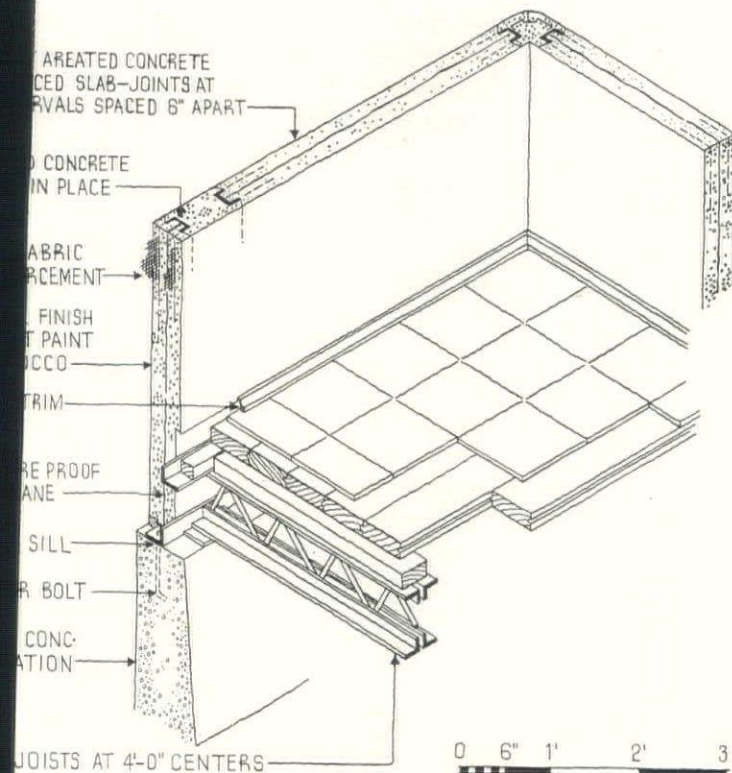 AREATED CONCRETE
CED SLAB-JOINTS AT
RVALS SPACED 6" APART
CONCRETE
IN PLACE
ABRIC
RCEMENT
FINISH
T PAINT
OCCO
TRIM
RE PROOF
ANE
SILL
R BOLT
CONC.
ATION
JOISTS AT 4'-0" CENTERS
0 6" 1' 2' 3